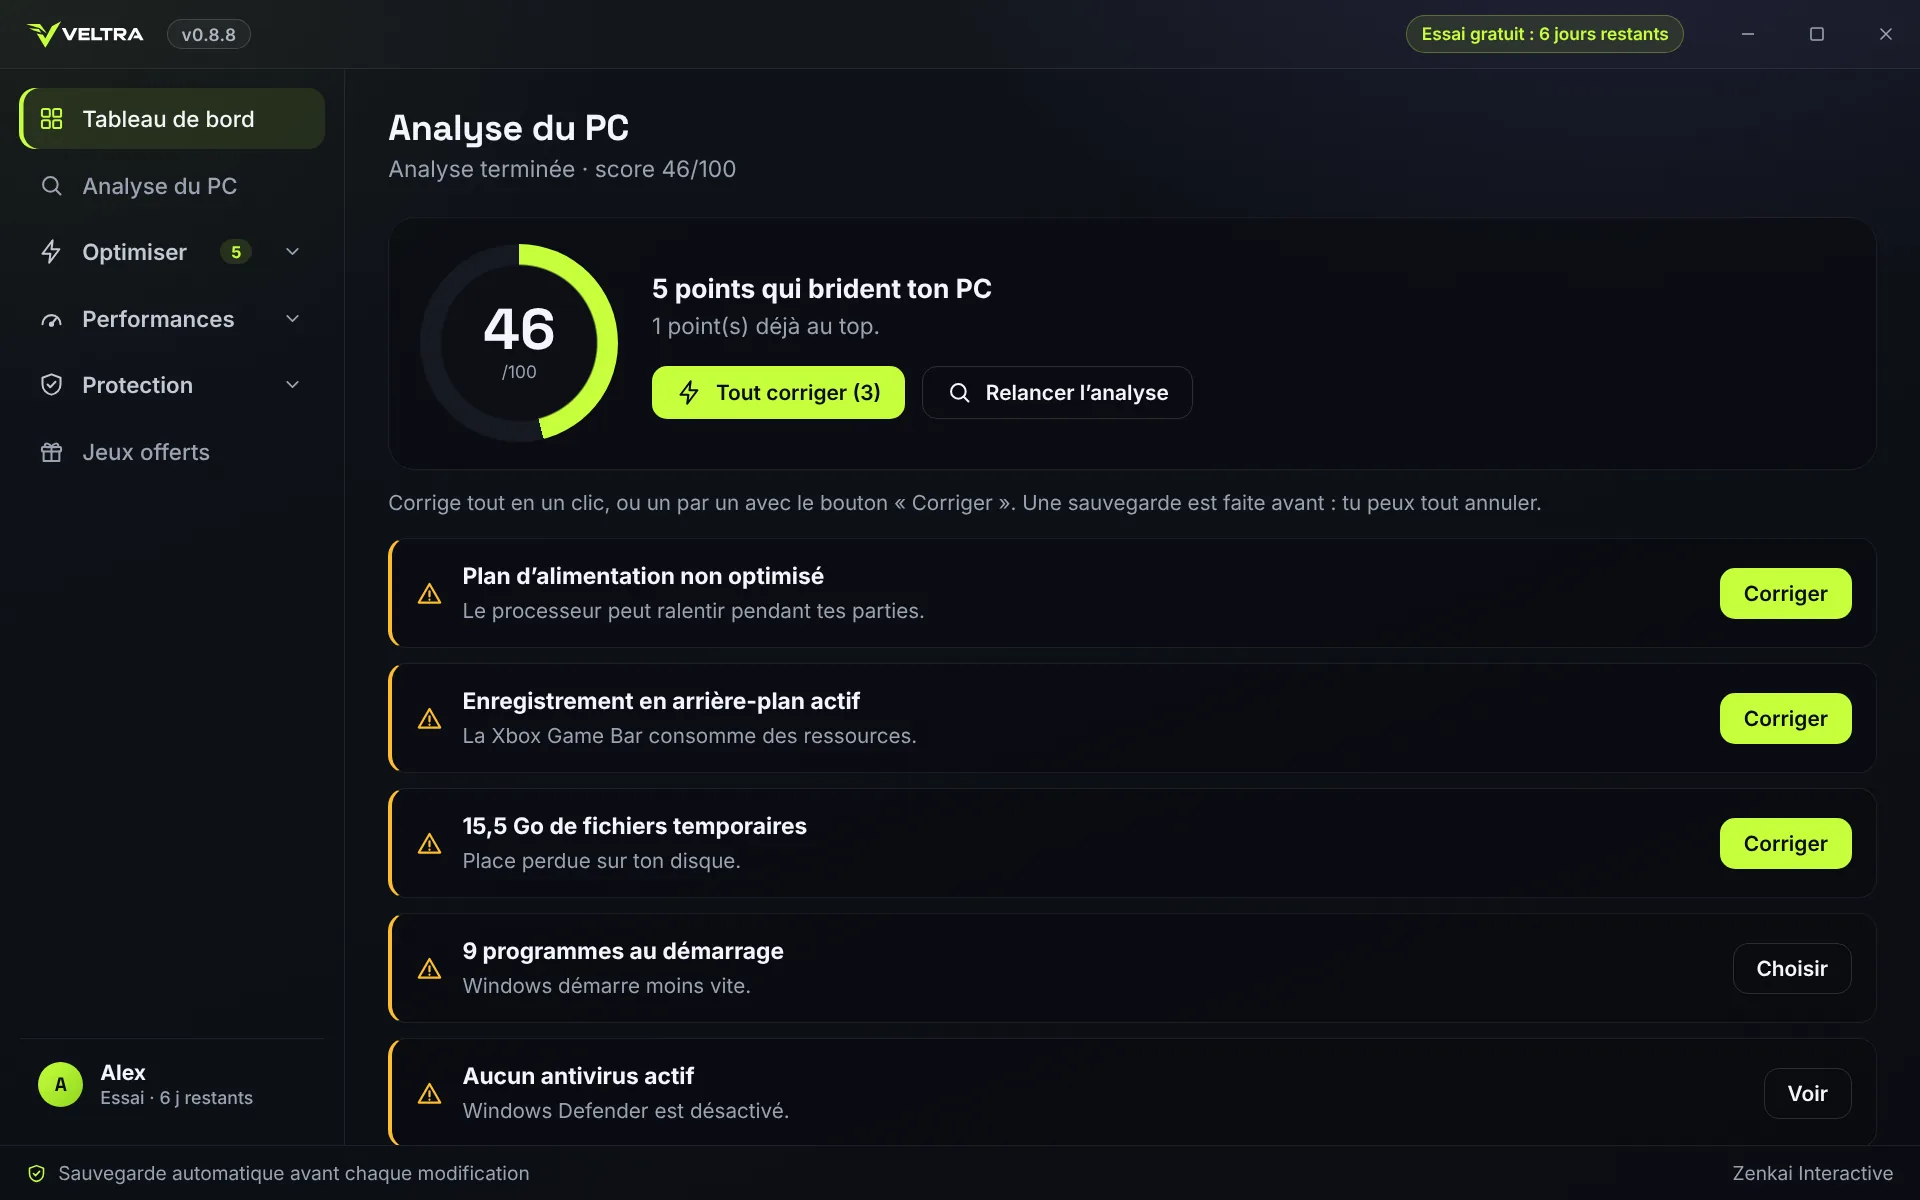 VELTRA
v0.8.8
Essai gratuit : 6 jours restants
Tableau de bord
Analyse du PC
Optimiser
5
Performances
Protection
Jeux offerts
Alex
A
Essai · 6 j restants
Analyse du PC
Analyse terminée · score 46/100
46
/100
5 points qui brident ton PC
1 point(s) déjà au top.
Tout corriger (3)
Relancer l’analyse
Corrige tout en un clic, ou un par un avec le bouton « Corriger ». Une sauvegarde est faite avant : tu peux tout annuler.
Plan d’alimentation non optimisé
Le processeur peut ralentir pendant tes parties.
Corriger
Enregistrement en arrière-plan actif
La Xbox Game Bar consomme des ressources.
Corriger
15,5 Go de fichiers temporaires
Place perdue sur ton disque.
Corriger
9 programmes au démarrage
Windows démarre moins vite.
Choisir
Aucun antivirus actif
Windows Defender est désactivé.
Voir
Sauvegarde automatique avant chaque modification
Zenkai Interactive